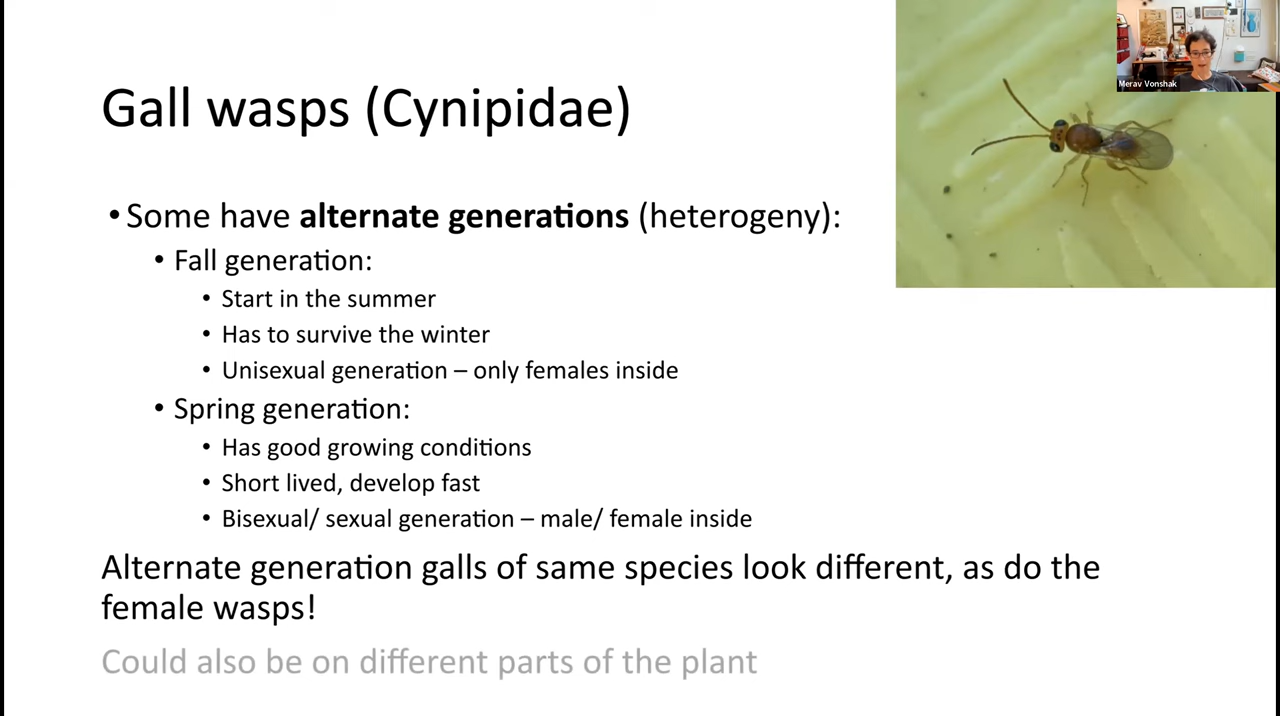 Merav Vonshak
Gall wasps (Cynipidae)
• Some have alternate generations (heterogeny):
• Fall generation:
• Start in the summer
• Has to survive the winter
• Unisexual generation – only females inside
• Spring generation:
• Has good growing conditions
• Short lived, develop fast
• Bisexual/ sexual generation – male/ female inside
Alternate generation galls of same species look different, as do the
female wasps!
Could also be on different parts of the plant